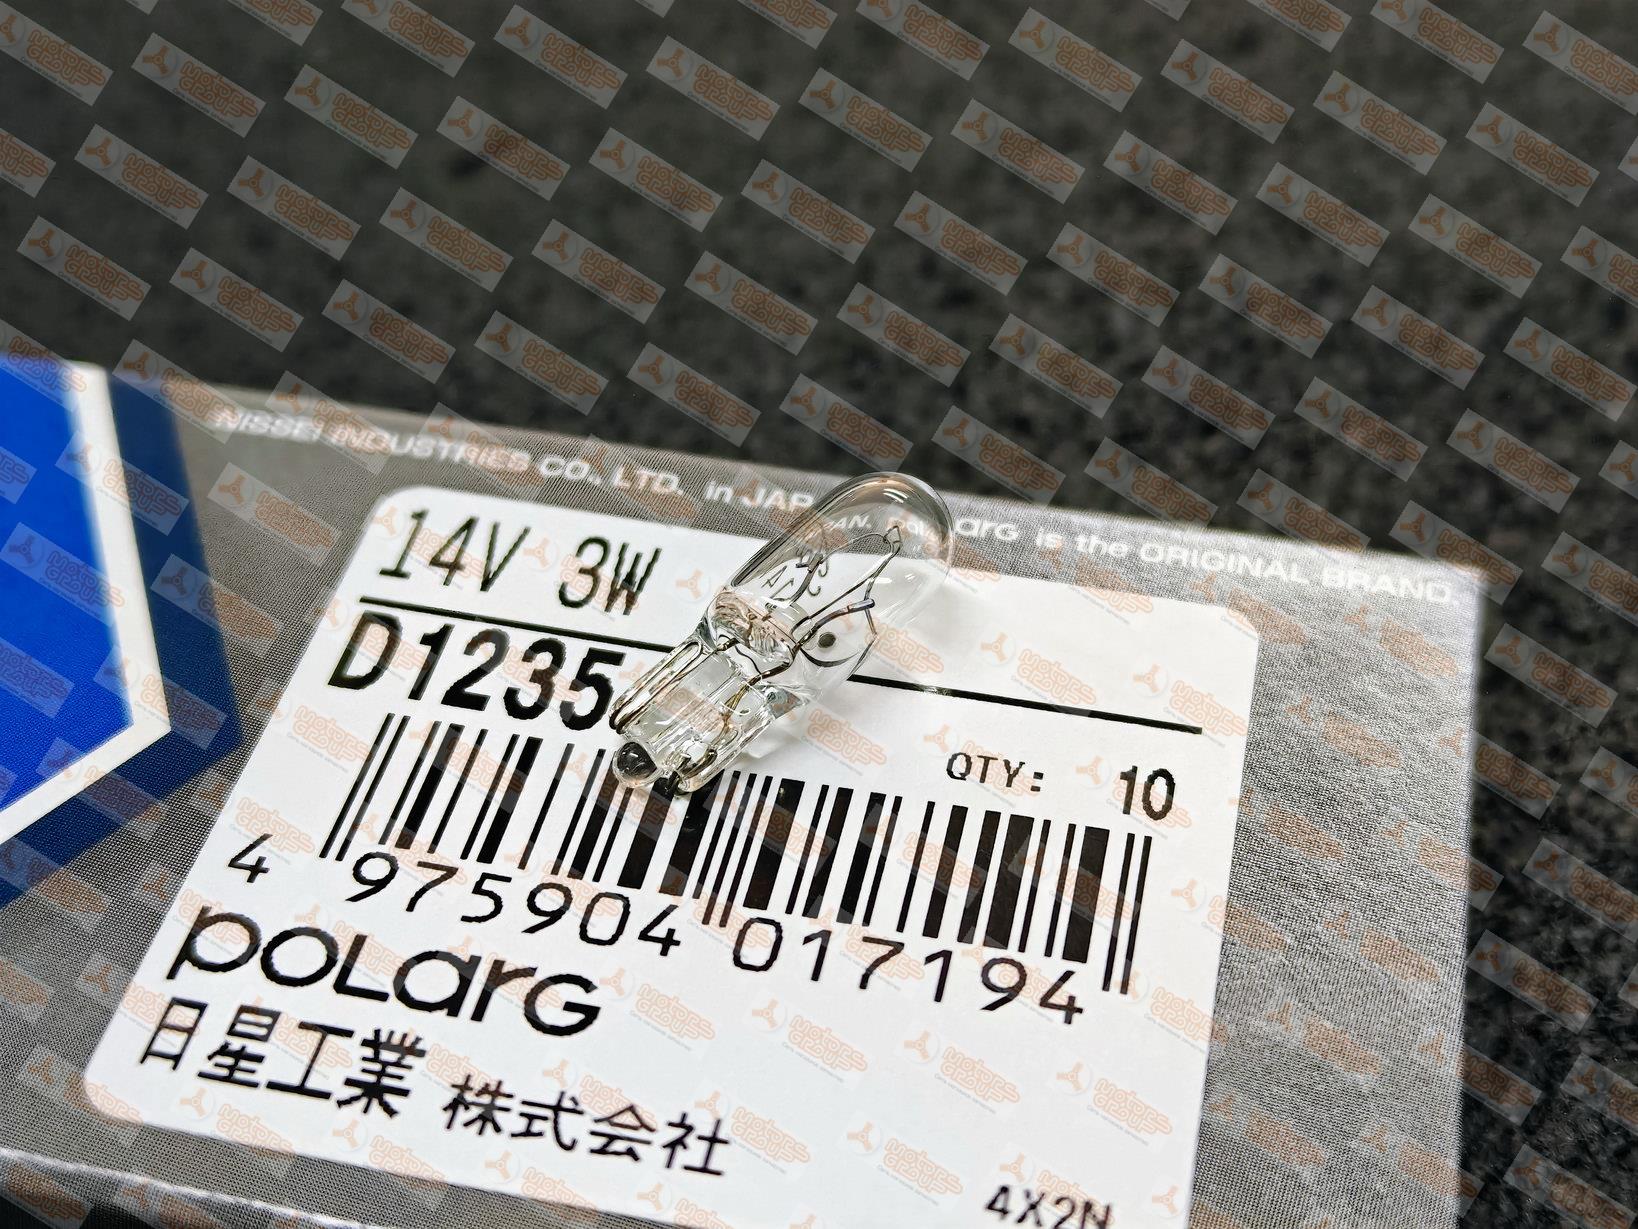 NISSEI INDUSTRIES CO., LTD. in JAPAN. PoLarG is the ORIGINAL BRAND.
14V 3W
D1235
QTY: 10
4 975904 017194
PoLarG
日星工業 株式会社
4X2N